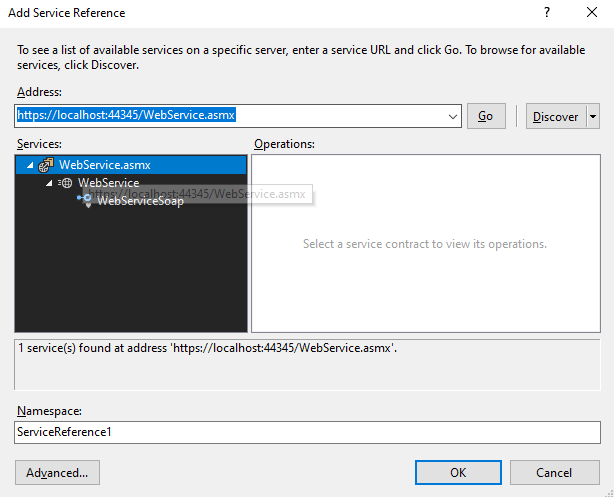 Add Service Reference
?
To see a list of available services on a specific server, enter a service URL and click Go. To browse for available
services, click Discover.
Address:
https://localhost:44345/WebService.asmx
Go
Discover
Services:
Operations:
WebService.asmx
WebService
https://localhost:44345/WebService.asmx
WebServiceSoap
Select a service contract to view its operations.
1 service(s) found at address 'https://localhost:44345/WebService.asmx'.
Namespace:
ServiceReference1
Advanced...
OK
Cancel